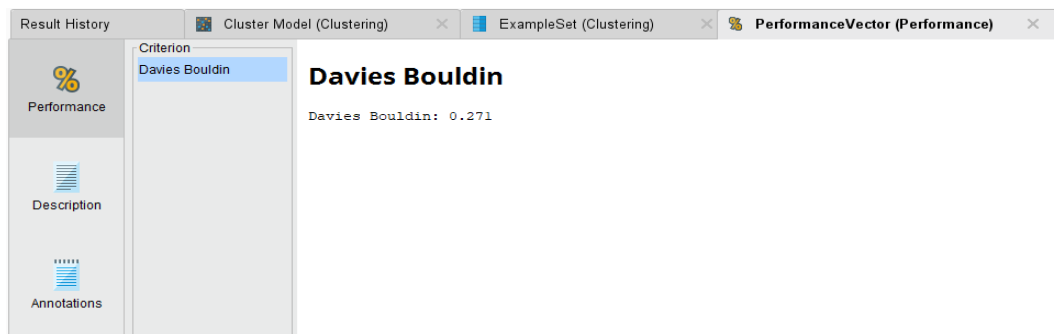 Result History
Cluster Model (Clustering)
ExampleSet (Clustering)
PerformanceVector (Performance)
Performance
Description
Annotations
Criterion
Davies Bouldin
Davies Bouldin
Davies Bouldin: 0.271